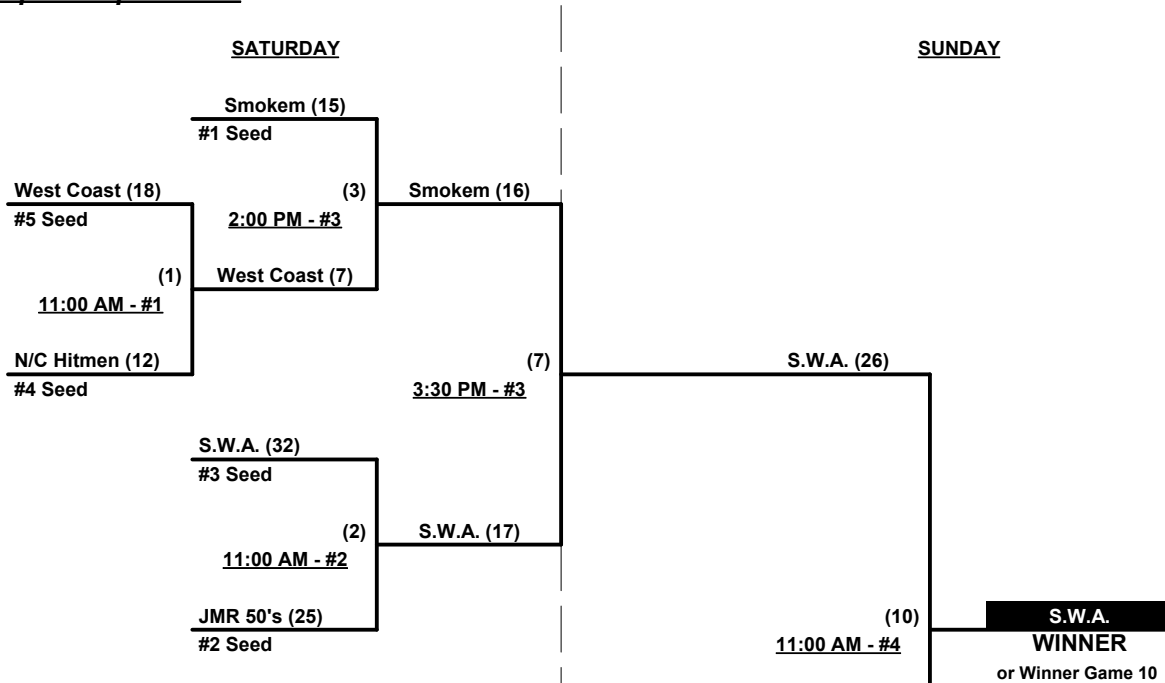 SATURDAY
SUNDAY
Smokem (15)
#1 Seed
West Coast (18)
(3)
Smokem (16)
#5 Seed
2:00 PM - #3
(1)
West Coast (7)
11:00 AM - #1
N/C Hitmen (12)
(7)
S.W.A. (26)
#4 Seed
3:30 PM - #3
S.W.A. (32)
#3 Seed
(2)
S.W.A. (17)
11:00 AM - #2
JMR 50's (25)
(10)
S.W.A.
#2 Seed
11:00 AM - #4
WINNER
or Winner Game 10